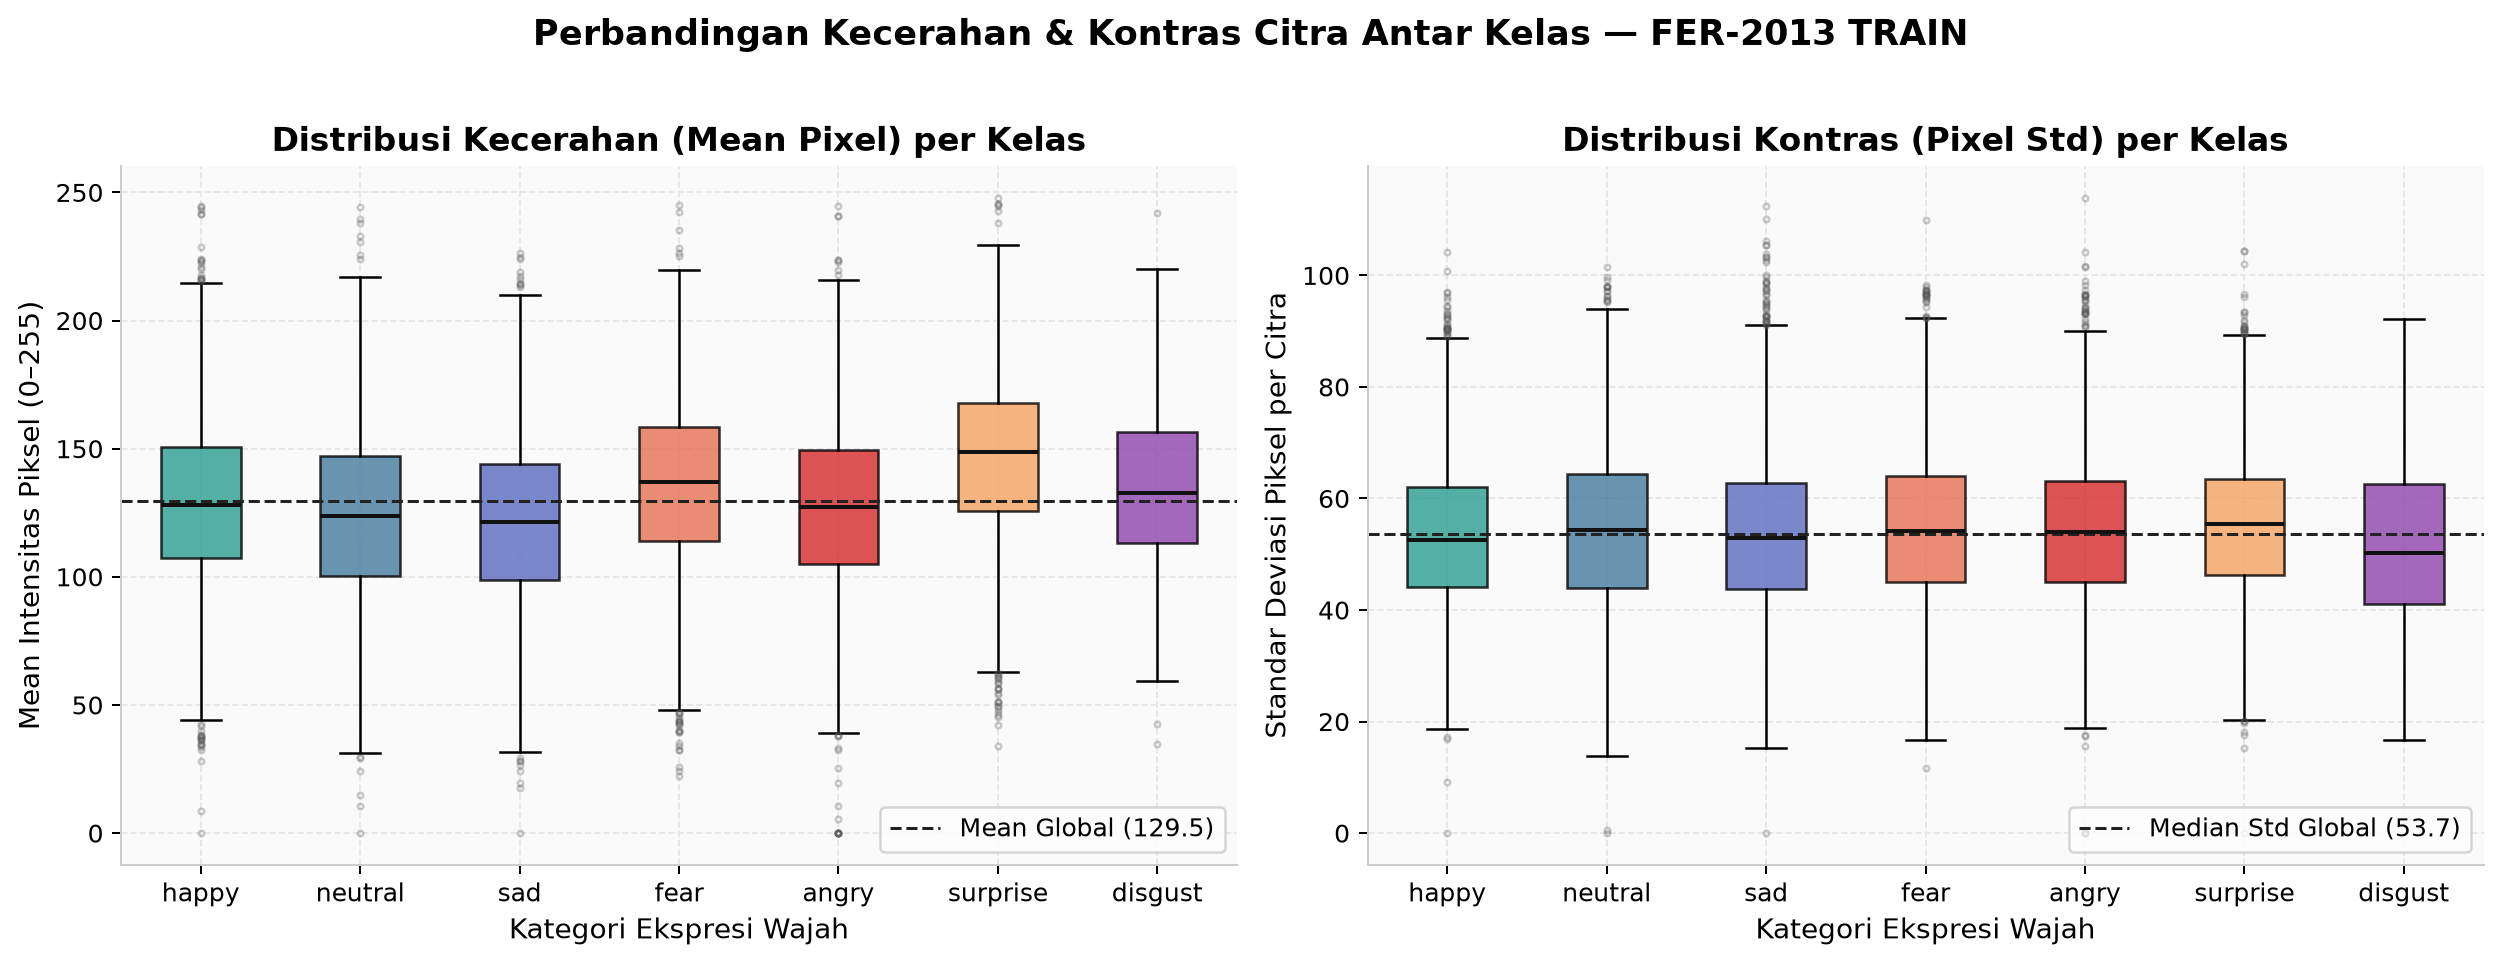 Perbandingan Kecerahan & Kontras Citra Antar Kelas — FER-2013 TRAIN
Distribusi Kecerahan (Mean Pixel) per Kelas
Mean Intensitas Piksel (0–255)
250
200
150
100
50
0
happy neutral sad fear angry surprise disgust
Kategori Ekspresi Wajah
Mean Global (129.5)
Distribusi Kontras (Pixel Std) per Kelas
Standar Deviasi Piksel per Citra
100
80
60
40
20
0
happy neutral sad fear angry surprise disgust
Kategori Ekspresi Wajah
Median Std Global (53.7)